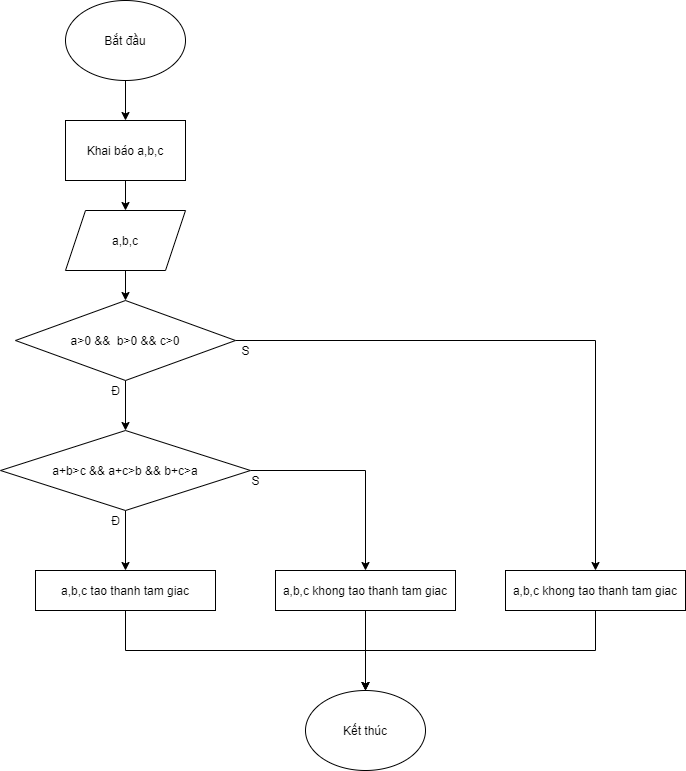 Bắt đầu
Khai báo a,b,c
a,b,c
a>0 &&  b>0 && c>0
S
Đ
a+b>c && a+c>b && b+c>a
S
Đ
a,b,c tao thanh tam giac
a,b,c khong tao thanh tam giac
a,b,c khong tao thanh tam giac
Kết thúc